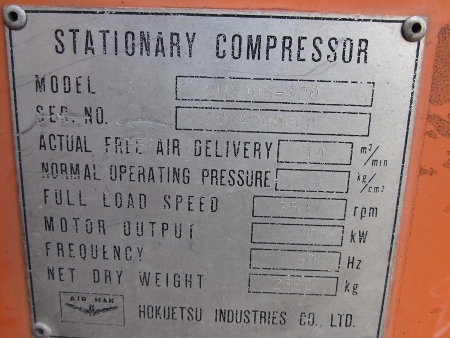 STATIONARY COMPRESSOR
MODEL
SER. NO.
ACTUAL FREE AIR DELIVERY 14 m³/min
NORMAL OPERATING PRESSURE kg/cm²
FULL LOAD SPEED rpm
MOTOR OUTPUT kW
FREQUENCY Hz
NET DRY WEIGHT kg
AIR MAN
HOKUETSU INDUSTRIES CO., LTD.